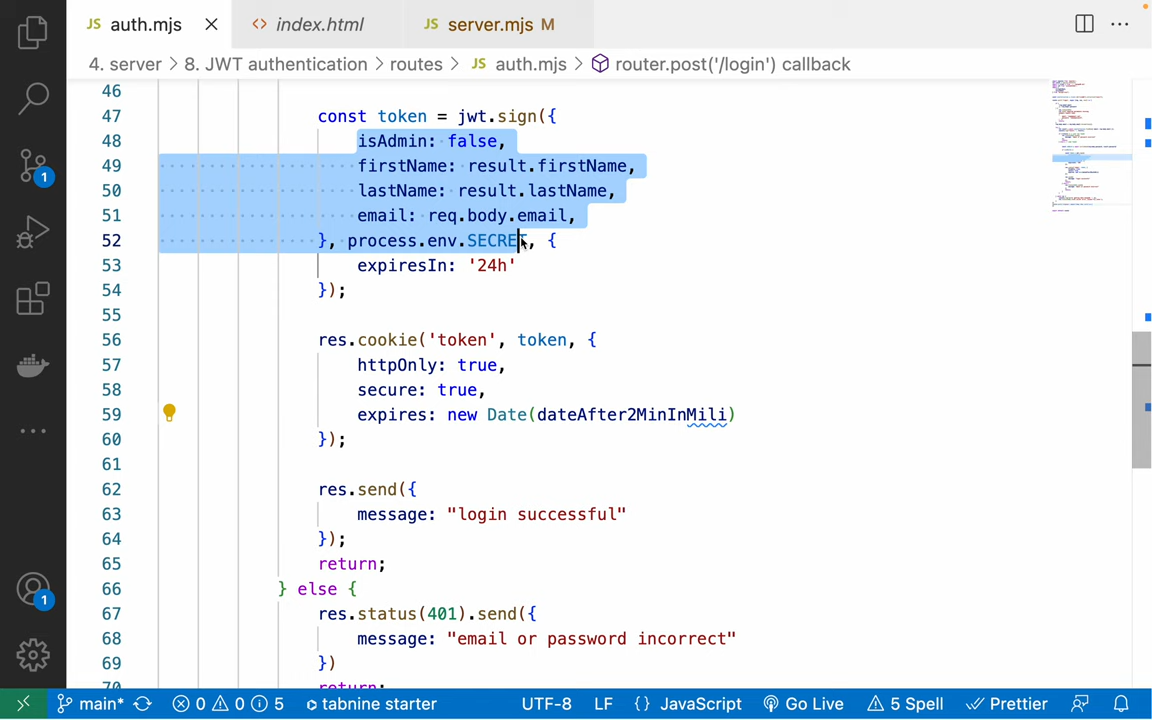 JS auth.mjs
<> index.html
JS server.mjs M
4. server > 8. JWT authentication > routes > JS auth.mjs > router.post('/login') callback
46
47 const token = jwt.sign({
48 isAdmin: false,
49 firstName: result.firstName,
50 lastName: result.lastName,
51 email: req.body.email,
52 }, process.env.SECRET, {
53 expiresIn: '24h'
54 });
55
56 res.cookie('token', token, {
57 httpOnly: true,
58 secure: true,
59 expires: new Date(dateAfter2MinInMili)
60 });
61
62 res.send({
63 message: "login successful"
64 });
65 return;
66 } else {
67 res.status(401).send({
68 message: "email or password incorrect"
69 })
70 return;
1
1
main* 0 0 5 tabnine starter UTF-8 LF {} JavaScript Go Live 5 Spell Prettier